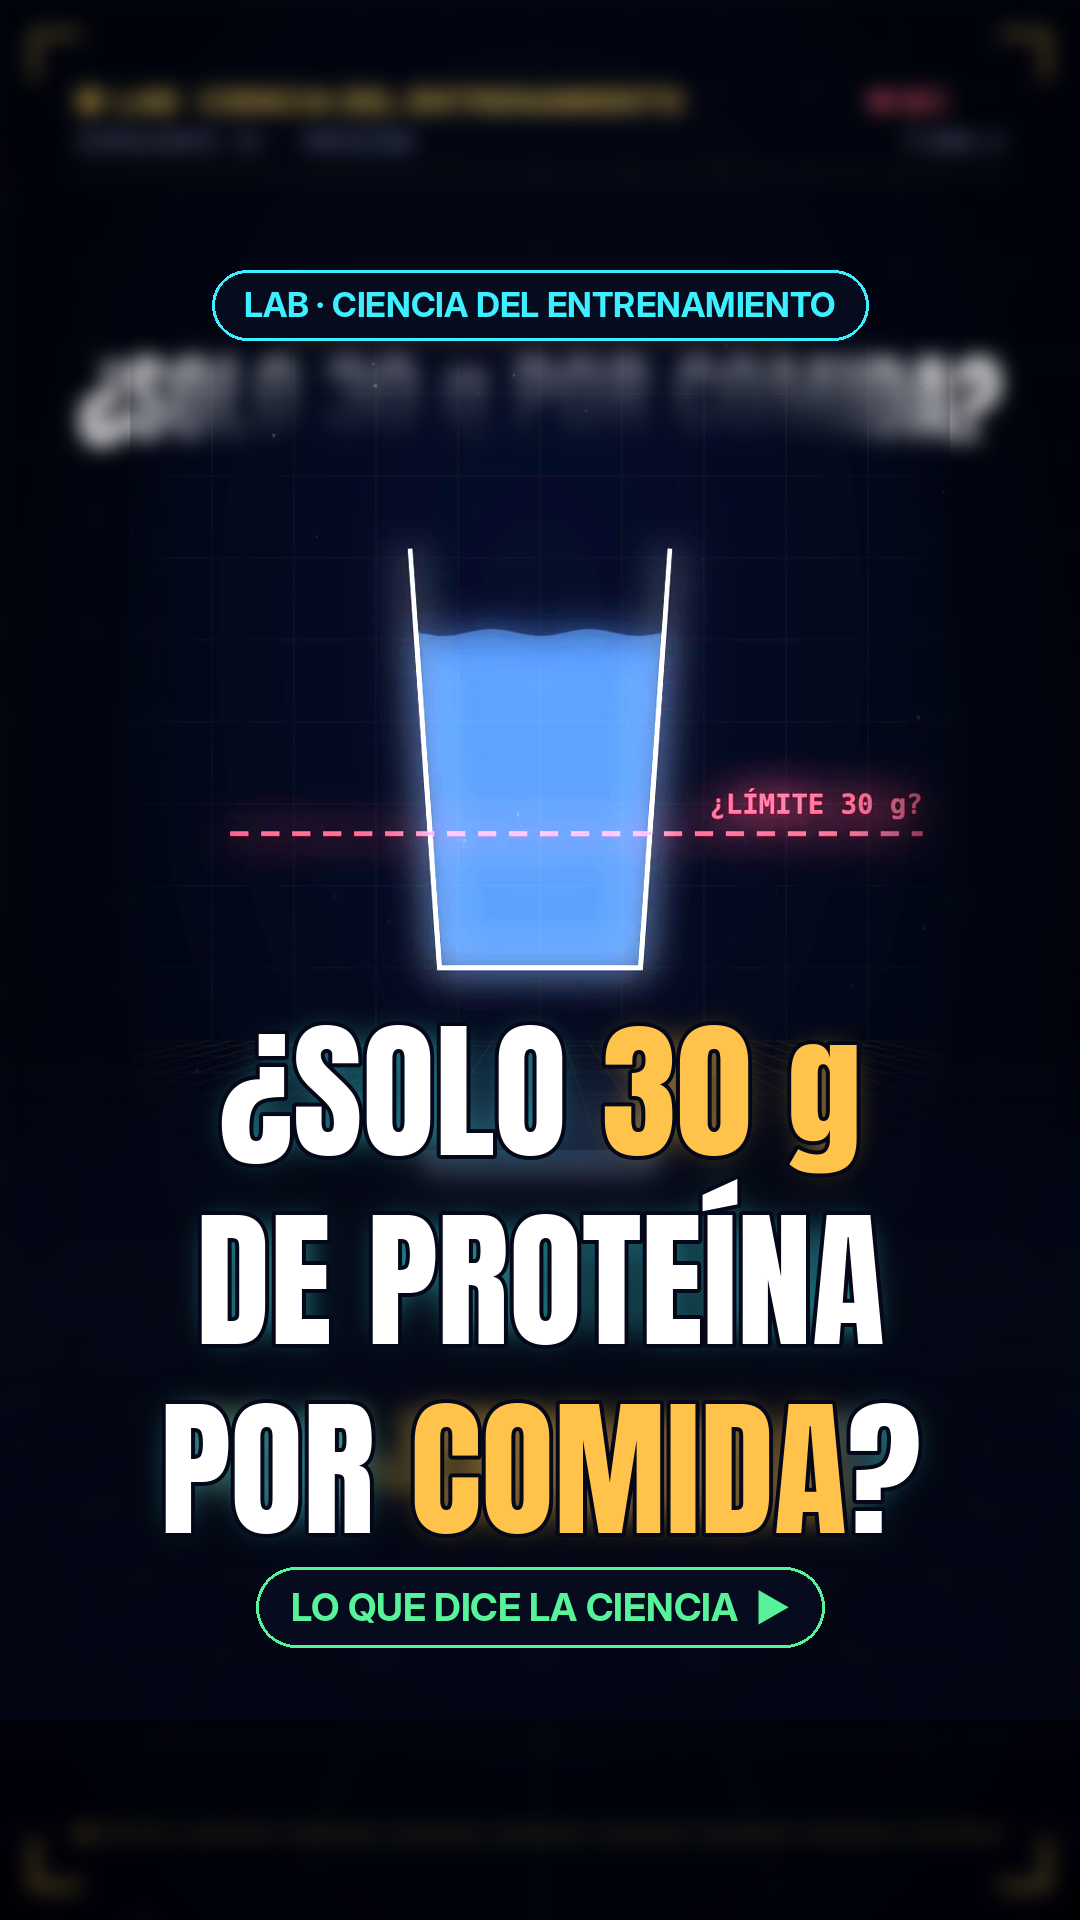 LAB · CIENCIA DEL ENTRENAMIENTO
¿LÍMITE 30 g?
¿SOLO 30 g
DE PROTEÍNA
POR COMIDA?
LO QUE DICE LA CIENCIA